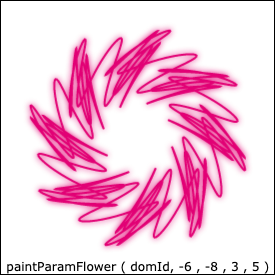 paintParamFlower ( domId, -6 , -8 , 3 , 5 )